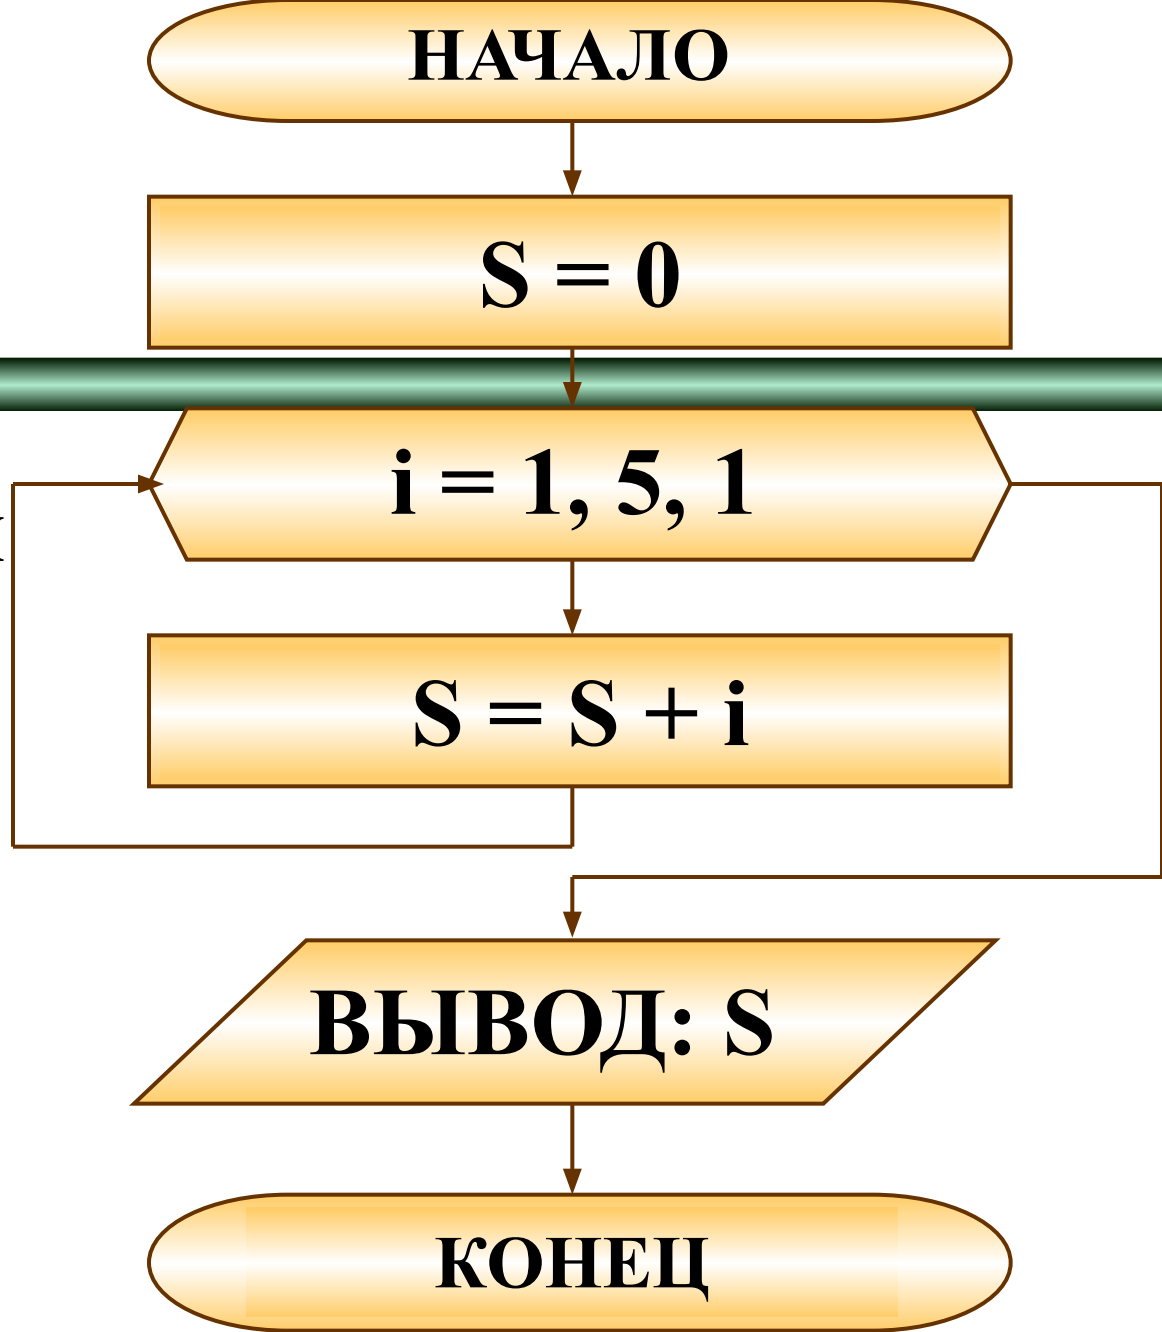 НАЧАЛО
S = 0
i = 1, 5, 1
S = S + i
ВЫВОД: S
КОНЕЦ